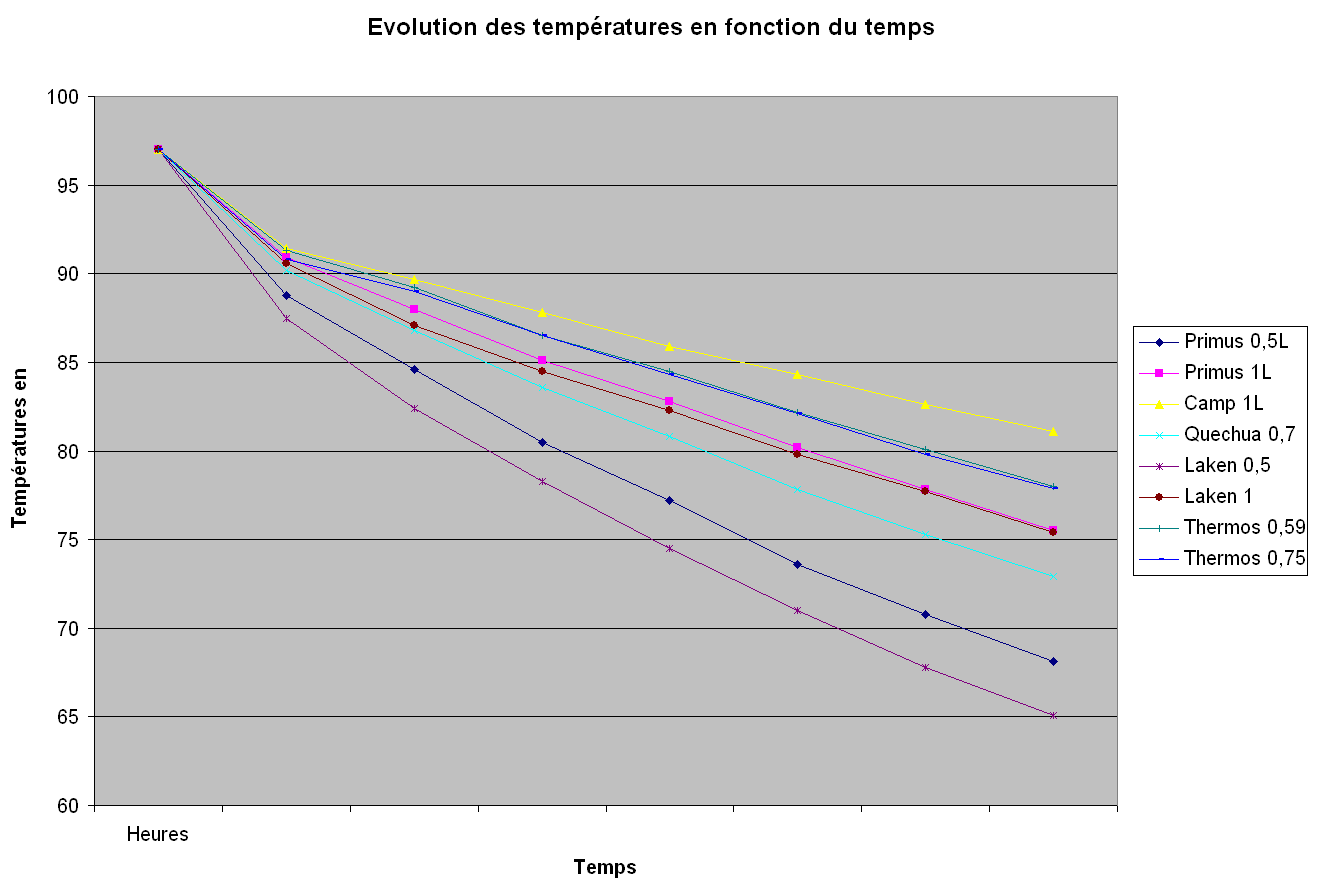 Evolution des températures en fonction du temps
100
95
90
85
80
75
70
65
60
Températures en
Heures
Temps
Primus 0,5L
Primus 1L
Camp 1L
Quechua 0,7
Laken 0,5
Laken 1
Thermos 0,59
Thermos 0,75